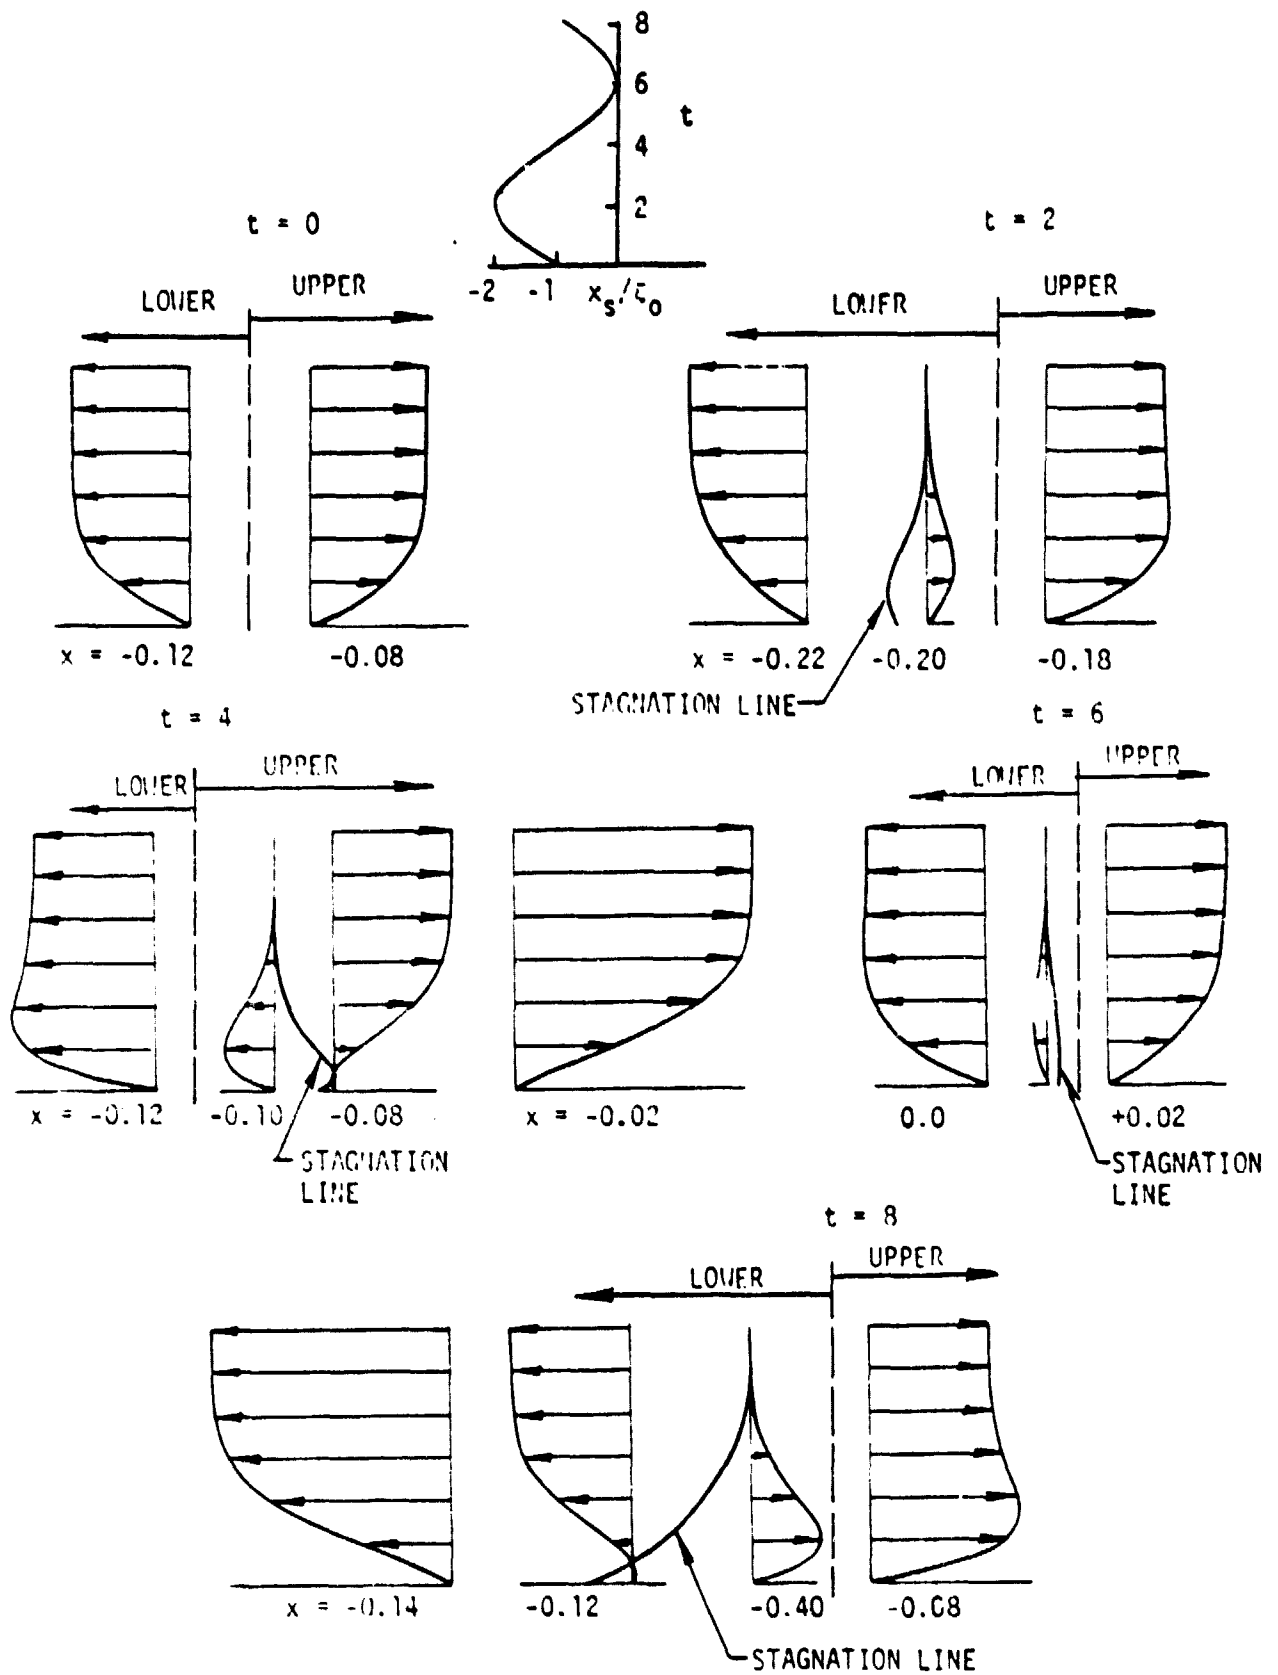 8
6
t
4
2
-2 -1 x_s/ξ_o
t = 0
LOWER UPPER
x = -0.12 -0.08
t = 2
LOWER UPPER
x = -0.22 -0.20 -0.18
STAGNATION LINE
t = 4
LOWER UPPER
x = -0.12 -0.10 -0.08 x = -0.02
STAGNATION
LINE
t = 6
LOWER UPPER
0.0 +0.02
STAGNATION
LINE
t = 8
LOWER UPPER
x = -0.14 -0.12 -0.40 -0.08
STAGNATION LINE